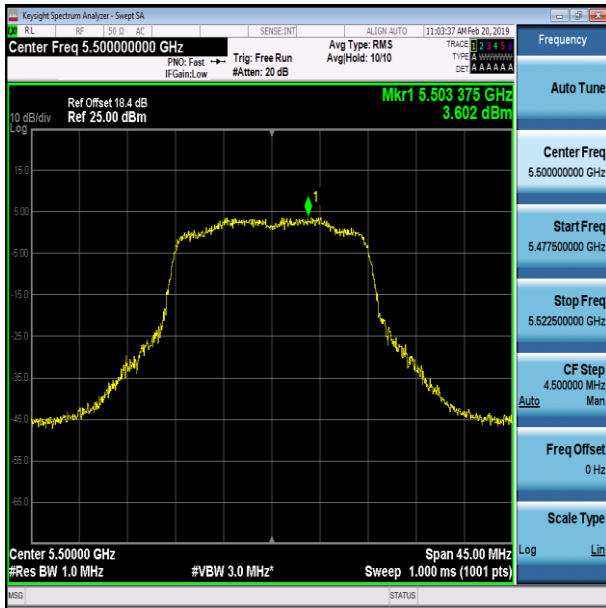 Keysight Spectrum Analyzer - Swept SA
RL RF 50 Ω AC SENSE:INT ALIGN AUTO 11:03:37 AM Feb 20, 2019
Center Freq 5.500000000 GHz
PNO: Fast
IFGain:Low
Trig: Free Run
#Atten: 20 dB
Avg Type: RMS
Avg|Hold: 10/10
TRACE 1 2 3 4 5 6
TYPE A WWWWW
DET A A A A A A
Frequency
Ref Offset 18.4 dB
10 dB/div Ref 25.00 dBm
Log
Mkr1 5.503 375 GHz
3.602 dBm
1
15.0
5.00
-5.00
-15.0
-25.0
-35.0
-45.0
-55.0
-65.0
Center 5.50000 GHz Span 45.00 MHz
#Res BW 1.0 MHz #VBW 3.0 MHz* Sweep 1.000 ms (1001 pts)
MSG STATUS
Auto Tune
Center Freq
5.500000000 GHz
Start Freq
5.477500000 GHz
Stop Freq
5.522500000 GHz
CF Step
4.500000 MHz
Auto Man
Freq Offset
0 Hz
Scale Type
Log Lin